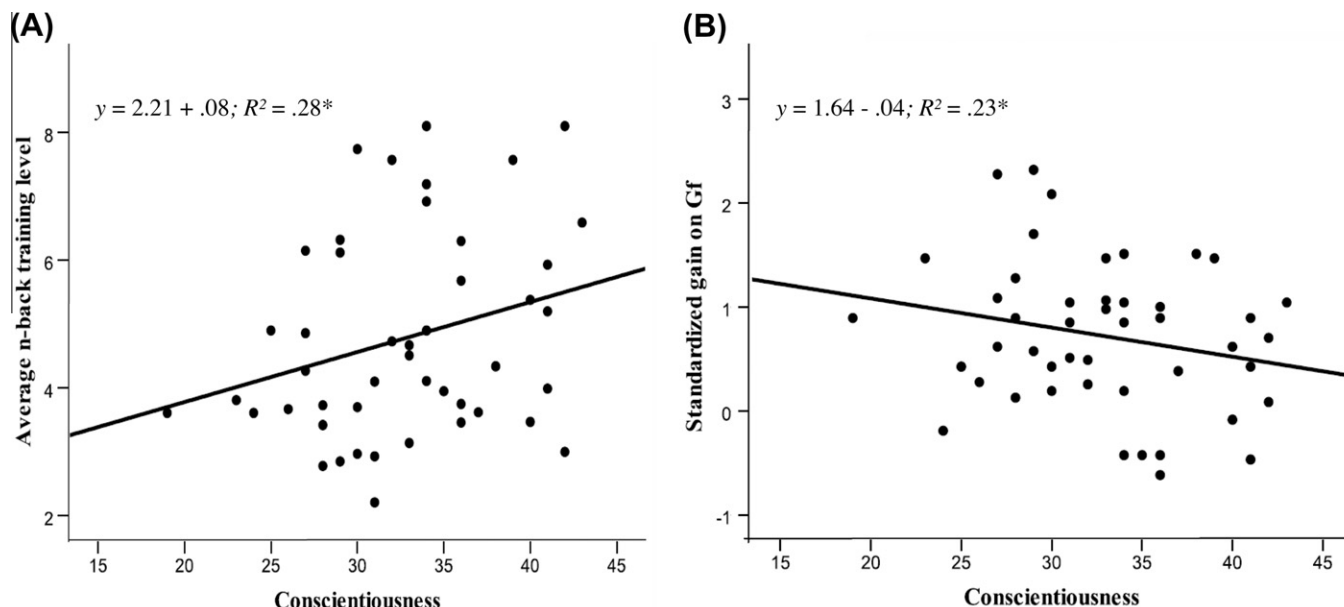 (A)
y = 2.21 + .08; R² = .28*
Average n-back training level
8
6
4
2
15 20 25 30 35 40 45
Conscientiousness
(B)
y = 1.64 - .04; R² = .23*
Standardized gain on Gf
3
2
1
0
-1
15 20 25 30 35 40 45
Conscientiousness